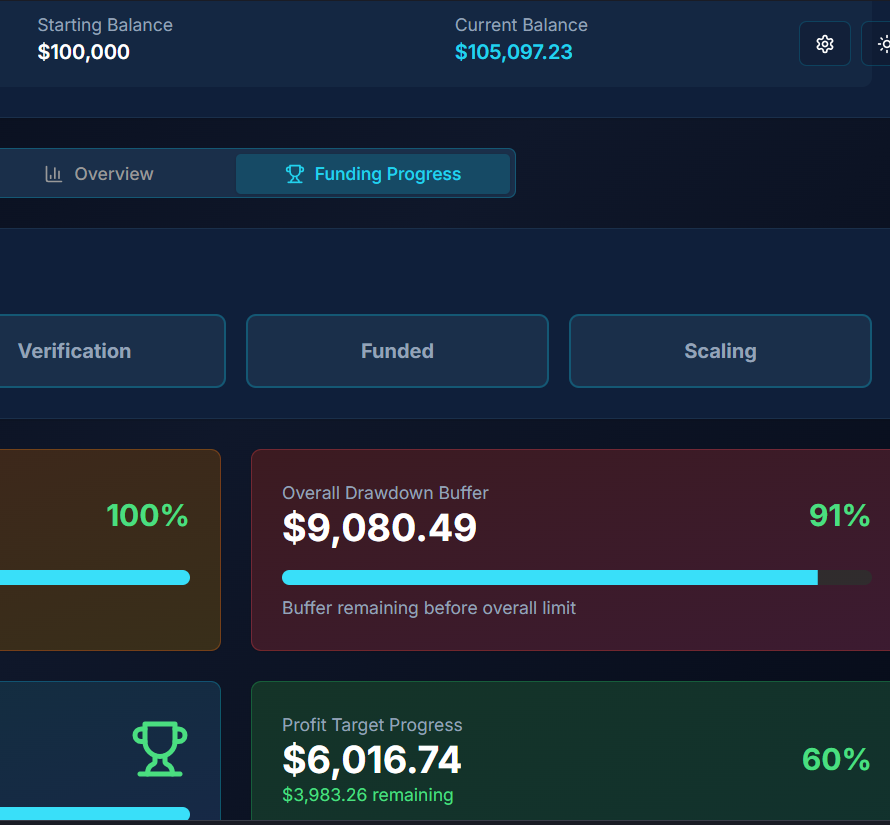 Starting Balance
$100,000
Current Balance
$105,097.23
Overview
Funding Progress
Verification
Funded
Scaling
100%
Overall Drawdown Buffer
$9,080.49
91%
Buffer remaining before overall limit
Profit Target Progress
$6,016.74
60%
$3,983.26 remaining